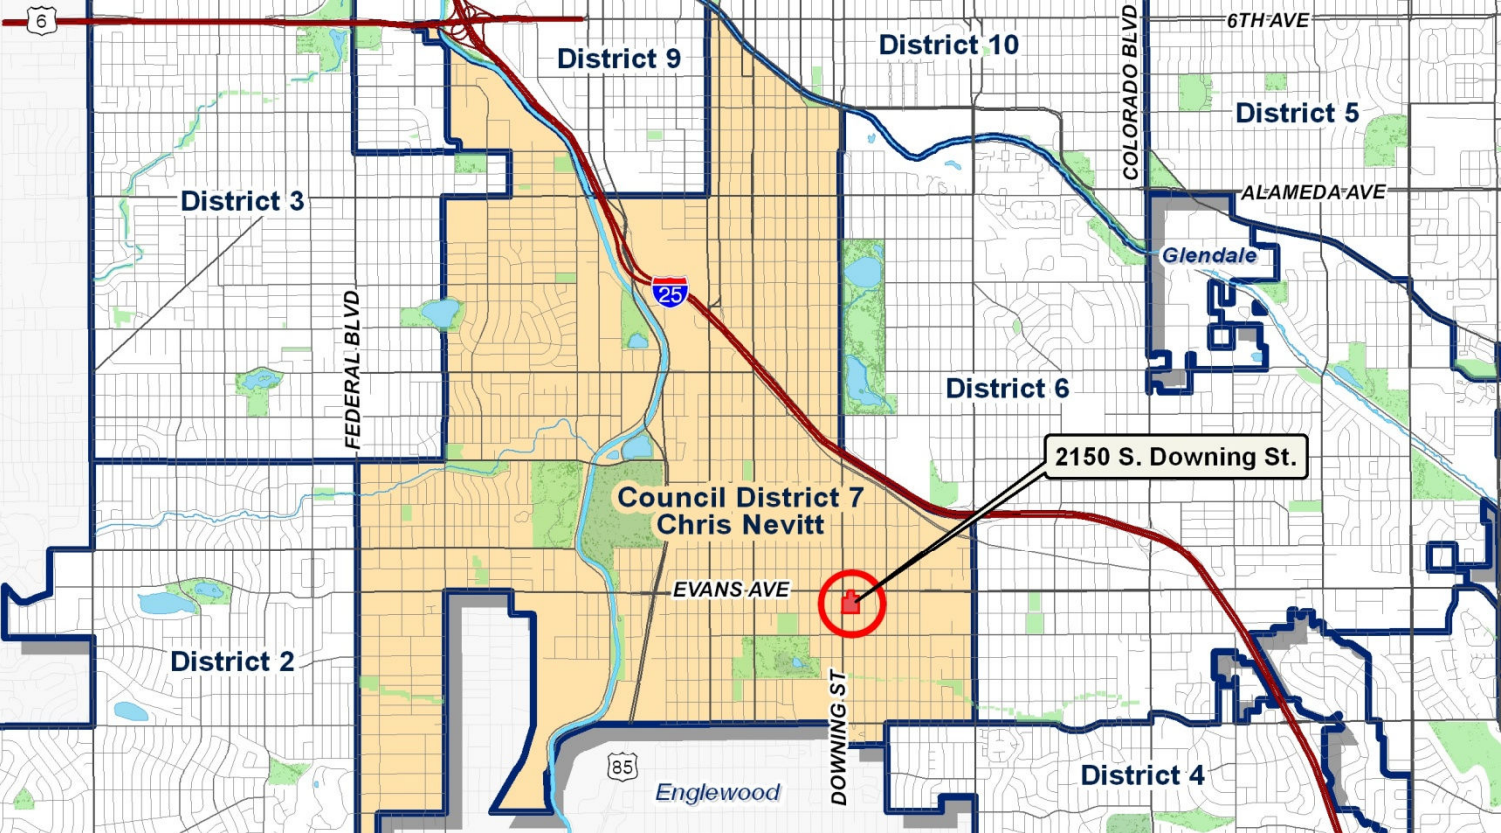 6
6TH AVE
District 9
District 10
COLORADO BLVD
District 5
District 3
ALAMEDA AVE
Glendale
25
FEDERAL BLVD
District 6
2150 S. Downing St.
Council District 7
Chris Nevitt
EVANS AVE
District 2
DOWNING ST
85
Englewood
District 4